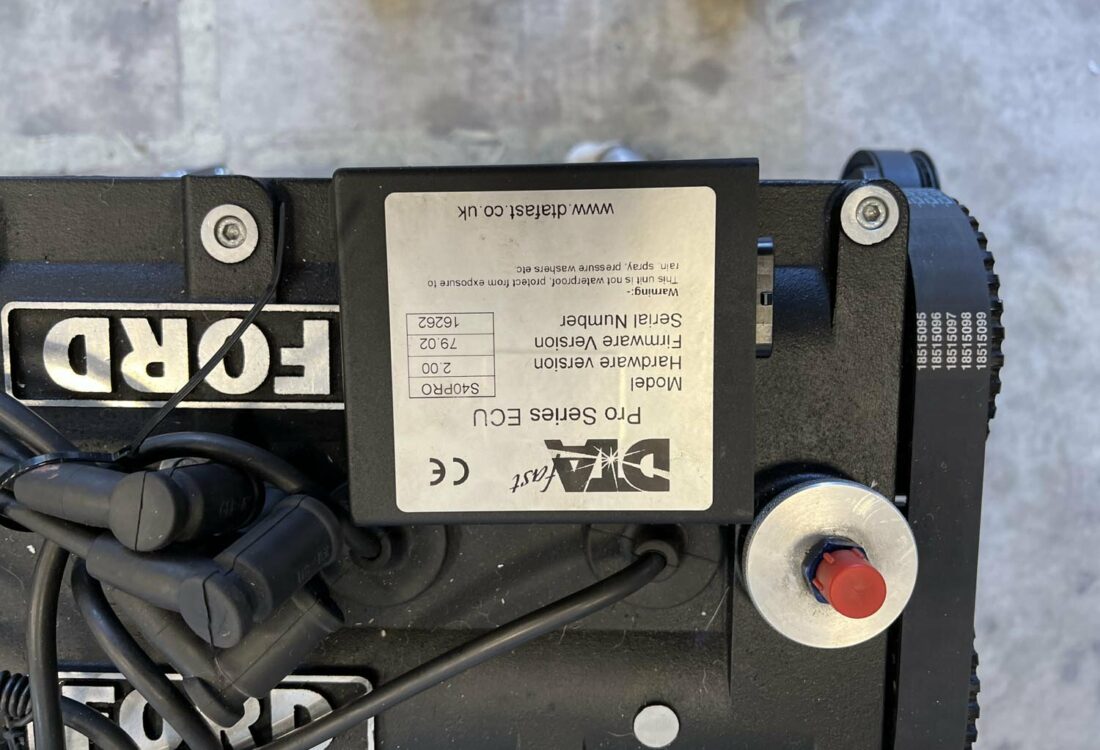 DTA
fast
CE
Pro Series ECU
Model S40PRO
Hardware version 2.00
Firmware Version 79.02
Serial Number 16262
Warning:-
This unit is not waterproof, protect from exposure to
rain, spray, pressure washers etc
www.dtafast.co.uk
FORD
FORD
18515095
18515096
18515097
18515098
18515099